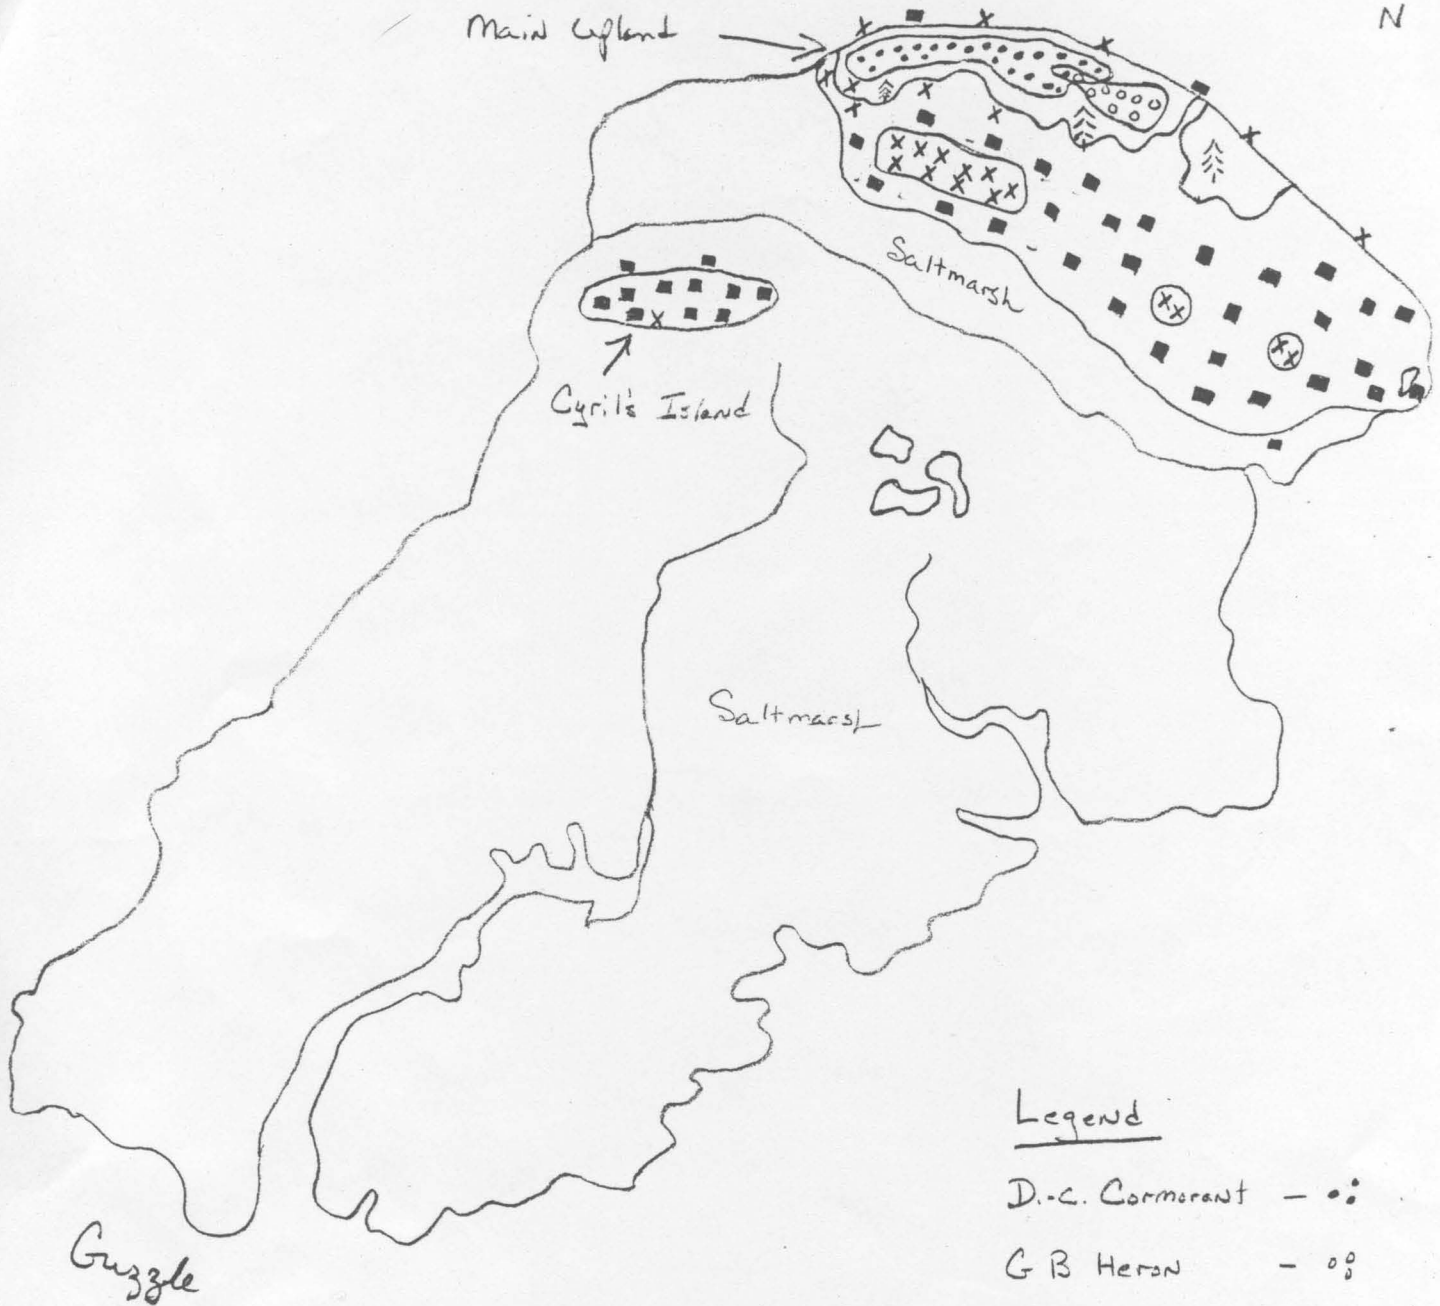 N
Main Upland
Saltmarsh
Cyril's Island
Saltmarsh
Legend
D.-C. Cormorant -
G B Heron -
Guzzle